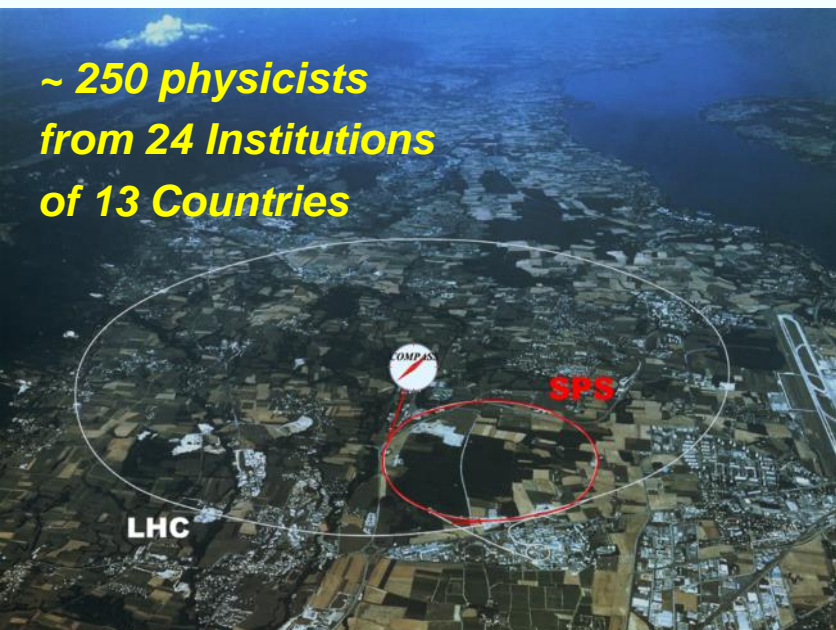 ~ 250 physicists
from 24 Institutions
of 13 Countries
COMPASS
SPS
LHC